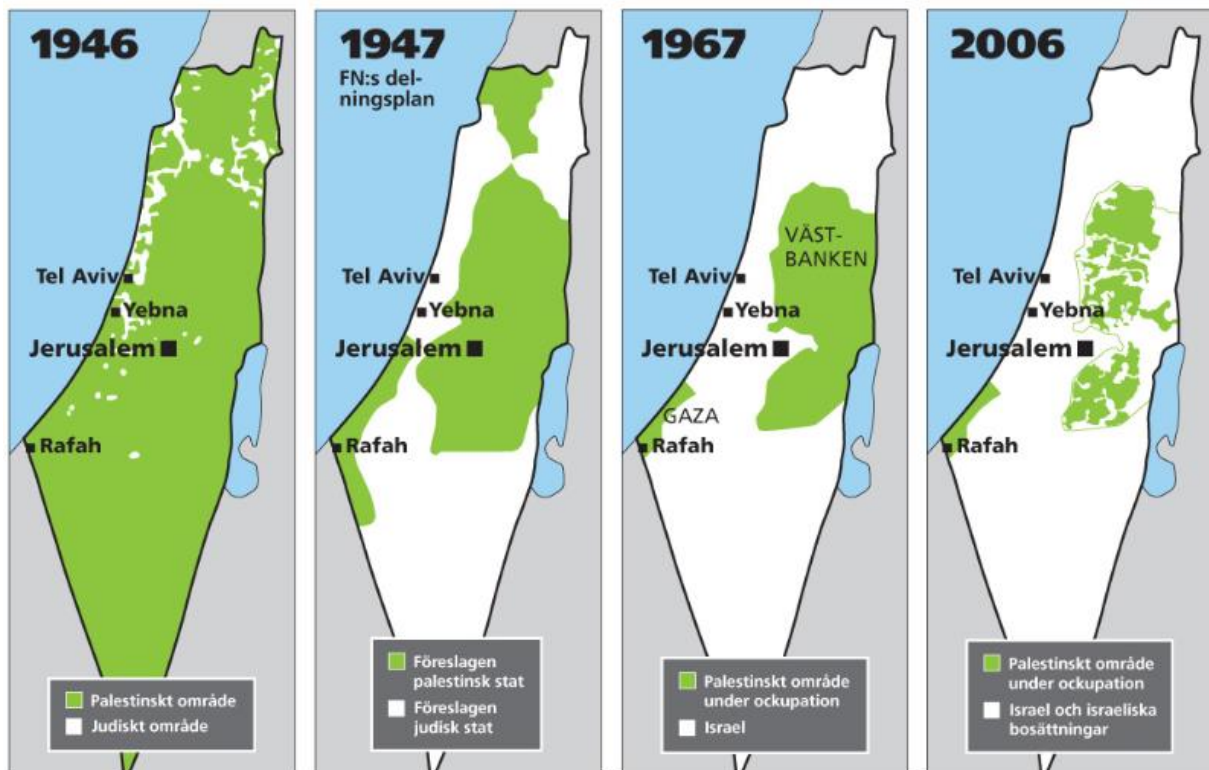 1946
Tel Aviv
Yebna
Jerusalem
Rafah
Palestinskt område
Judiskt område
1947
FN:s del-
ningsplan
Tel Aviv
Yebna
Jerusalem
Rafah
Föreslagen
palestinsk stat
Föreslagen
judisk stat
1967
VÄST-
BANKEN
Tel Aviv
Yebna
Jerusalem
GAZA
Rafah
Palestinskt område
under ockupation
Israel
2006
Tel Aviv
Yebna
Jerusalem
Rafah
Palestinskt område
under ockupation
Israel och israeliska
bosättningar